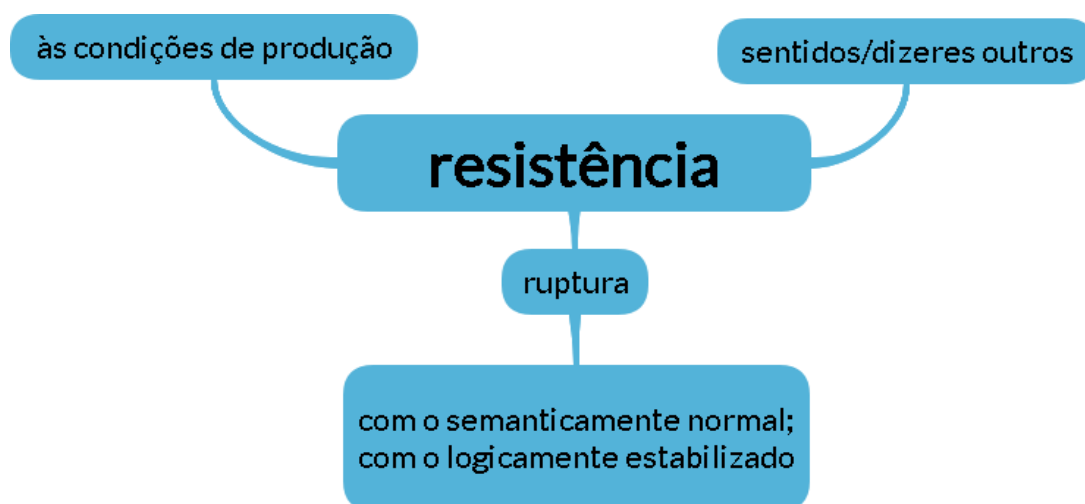 às condições de produção
sentidos/dizeres outros
resistência
ruptura
com o semanticamente normal;
com o logicamente estabilizado